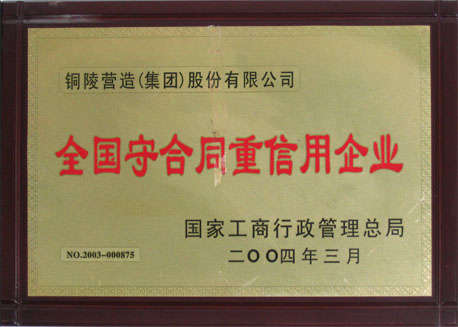 铜陵营造(集团)股份有限公司
全国守合同重信用企业
国家工商行政管理总局
NO.2003-000875
二〇〇四年三月